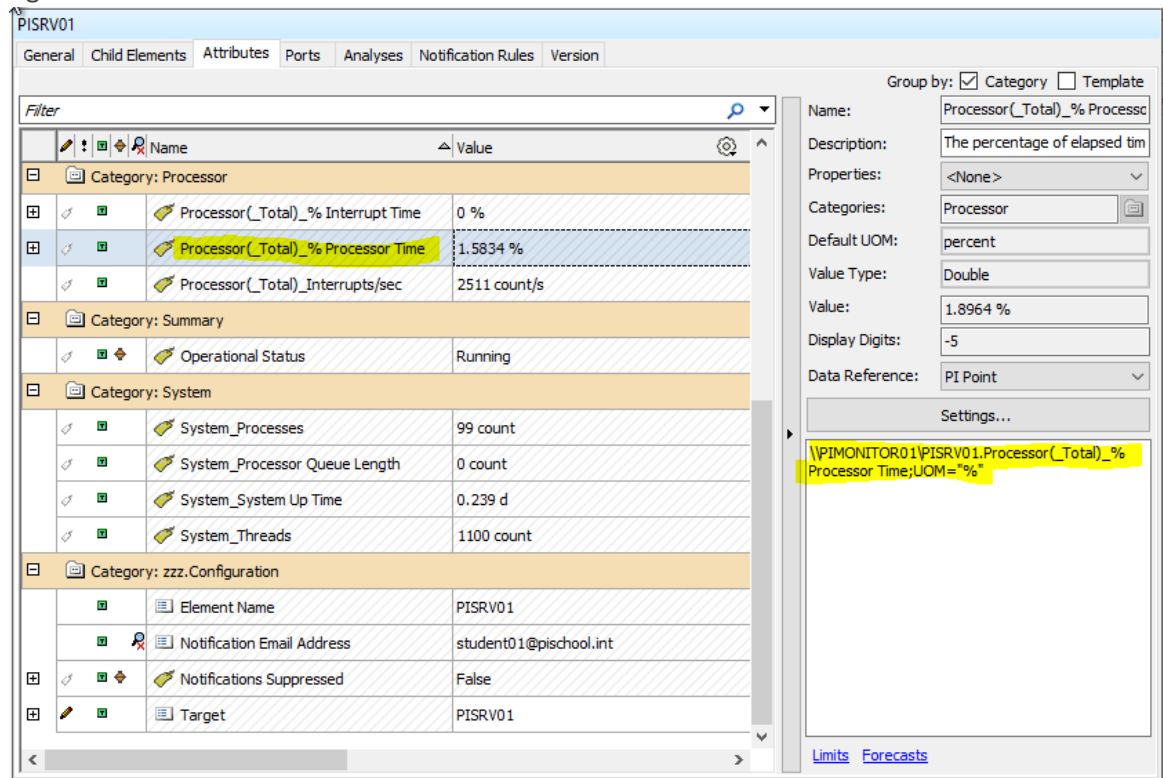 PISRV01
General Child Elements Attributes Ports Analyses Notification Rules Version
Group by: Category Template
Filter
Name Value
Category: Processor
Processor(_Total)_% Interrupt Time 0 %
Processor(_Total)_% Processor Time 1.5834 %
Processor(_Total)_Interrupts/sec 2511 count/s
Category: Summary
Operational Status Running
Category: System
System_Processes 99 count
System_Processor Queue Length 0 count
System_System Up Time 0.239 d
System_Threads 1100 count
Category: zzz.Configuration
Element Name PISRV01
Notification Email Address student01@pischool.int
Notifications Suppressed False
Target PISRV01
Name: Processor(_Total)_% Processc
Description: The percentage of elapsed tim
Properties: <None>
Categories: Processor
Default UOM: percent
Value Type: Double
Value: 1.8964 %
Display Digits: -5
Data Reference: PI Point
Settings...
\\PIMONITOR01\PISRV01.Processor(_Total)_%
Processor Time;UOM="%"
Limits Forecasts